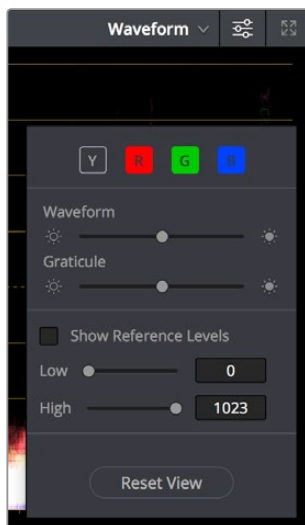 Waveform
Y R G B
Waveform
Graticule
Show Reference Levels
Low 0
High 1023
Reset View